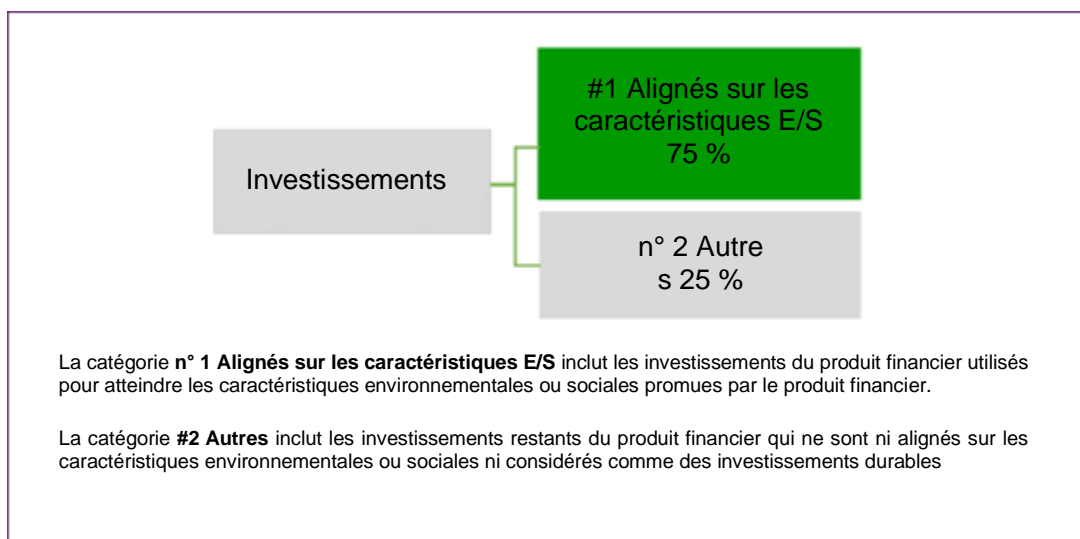 #1 Alignés sur les
caractéristiques E/S
75 %
Investissements
n° 2 Autre
s 25 %
La catégorie n° 1 Alignés sur les caractéristiques E/S inclut les investissements du produit financier utilisés
pour atteindre les caractéristiques environnementales ou sociales promues par le produit financier.
La catégorie #2 Autres inclut les investissements restants du produit financier qui ne sont ni alignés sur les
caractéristiques environnementales ou sociales ni considérés comme des investissements durables